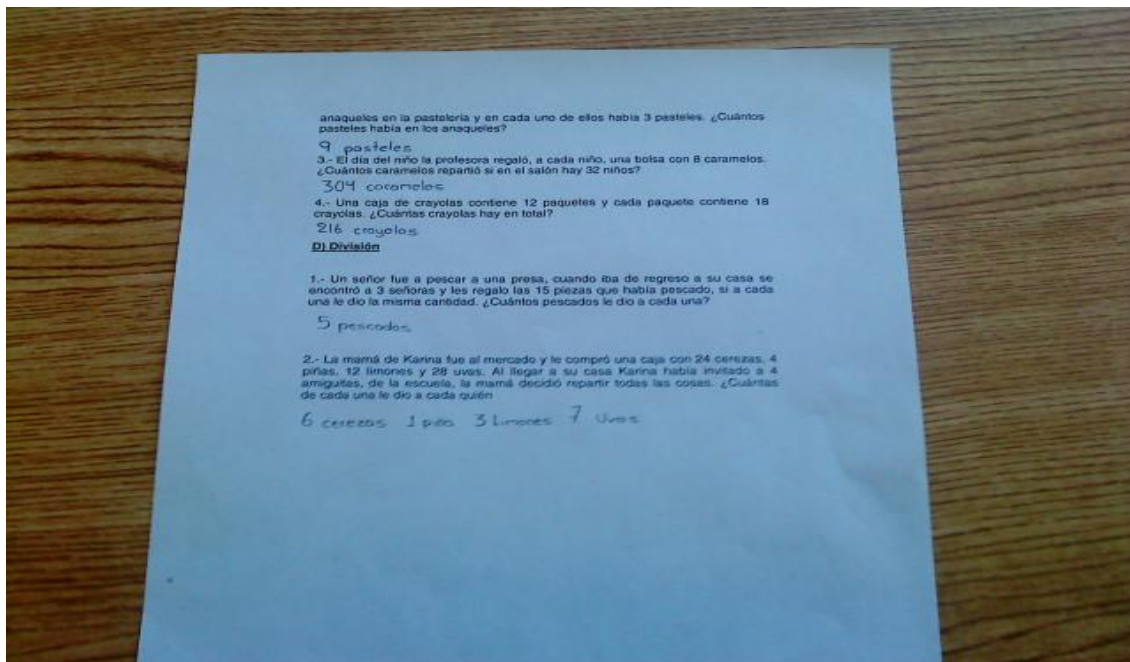 anaqueles en la pastelería y en cada uno de ellos había 3 pasteles. ¿Cuántos
pasteles había en los anaqueles?
9 pasteles
3.- El día del niño la profesora regaló, a cada niño, una bolsa con 8 caramelos.
¿Cuántos caramelos repartió si en el salón hay 32 niños?
304 caramelos
4.- Una caja de crayolas contiene 12 paquetes y cada paquete contiene 18
crayolas. ¿Cuántas crayolas hay en total?
216 crayolas
D) División
1.- Un señor fue a pescar a una presa, cuando iba de regreso a su casa se
encontró a 3 señoras y les regalo las 15 piezas que había pescado, si a cada
una le dio la misma cantidad. ¿Cuántos pescados le dio a cada una?
5 pescados
2.- La mamá de Karina fue al mercado y le compró una caja con 24 cerezas, 4
piñas, 12 limones y 28 uvas. Al llegar a su casa Karina había invitado a 4
amiguitas, de la escuela, la mamá decidió repartir todas las cosas. ¿Cuántas
de cada una le dio a cada quién
6 cerezas 1 piña 3 Limones 7 Uvas